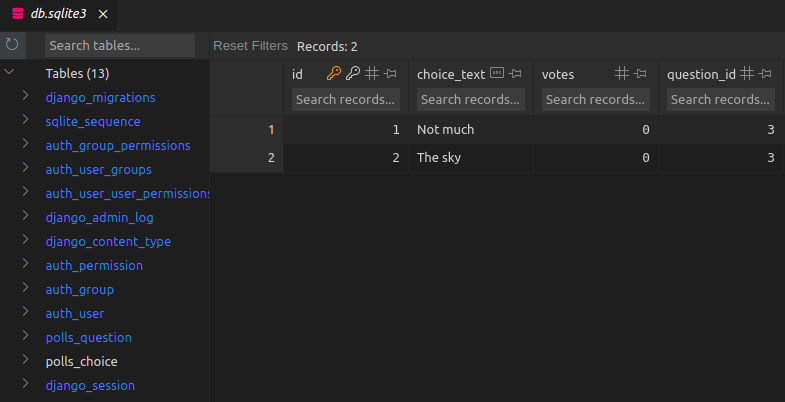 db.sqlite3
Search tables...
Reset Filters Records: 2
Tables (13)
django_migrations
sqlite_sequence
auth_group_permissions
auth_user_groups
auth_user_user_permissions
django_admin_log
django_content_type
auth_permission
auth_group
auth_user
polls_question
polls_choice
django_session
id choice_text abc votes question_id
Search records... Search records... Search records... Search records...
1 1 Not much 0 3
2 2 The sky 0 3